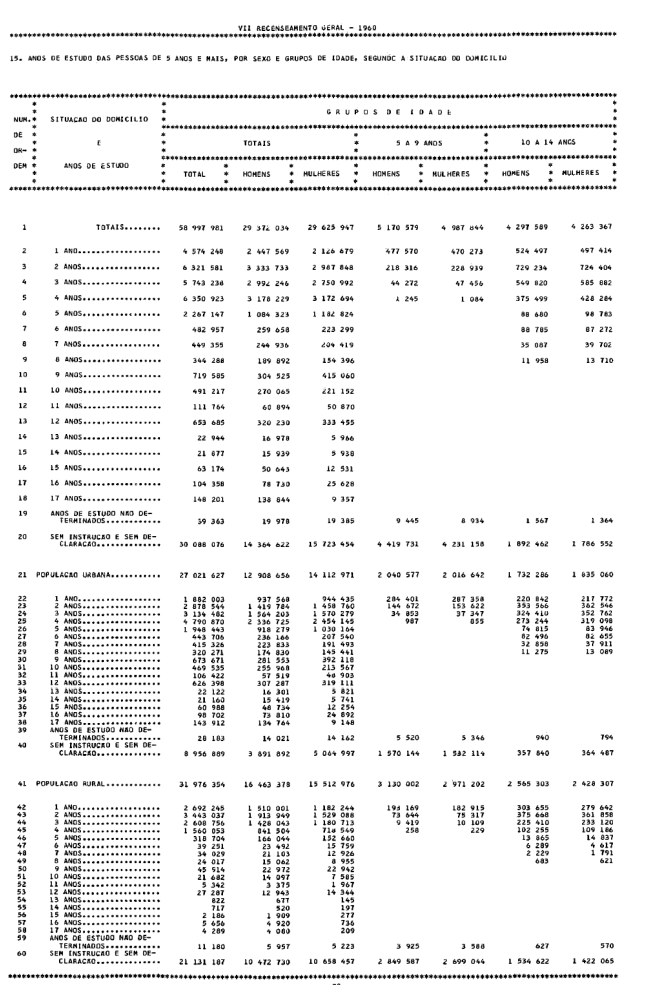 VII RECENSEAMENTO GERAL - 1960
15. ANOS DE ESTUDO DAS PESSOAS DE 5 ANOS E MAIS, POR SEXO E GRUPOS DE IDADE, SEGUNDO A SITUACAO DO DOMICILIO
GRUPOS DE IDADE
NUM. SITUACAO DO DOMICILIO
DE E TOTAIS 5 A 9 ANOS 10 A 14 ANOS
OR-
DEM ANOS DE ESTUDO TOTAL HOMENS MULHERES HOMENS MULHERES HOMENS MULHERES
1 TOTAIS........ 58 997 981 29 372 034 29 625 947 5 170 579 4 987 844 4 297 589 4 263 367
2 1 ANO................. 4 574 248 2 447 569 2 126 679 477 570 470 273 524 497 497 414
3 2 ANOS................. 6 321 581 3 333 733 2 987 848 218 316 228 939 729 234 724 404
4 3 ANOS................. 5 743 238 2 992 246 2 750 992 44 272 47 456 549 820 585 882
5 4 ANOS................. 6 350 923 3 178 229 3 172 694 1 245 1 084 375 499 428 284
6 5 ANOS................. 2 267 147 1 084 323 1 182 824 88 680 98 783
7 6 ANOS................. 482 957 259 658 223 299 88 785 87 272
8 7 ANOS................. 449 355 244 936 204 419 35 087 39 702
9 8 ANOS................. 344 288 189 892 154 396 11 958 13 710
10 9 ANOS................. 719 585 304 525 415 060
11 10 ANOS................. 491 217 270 065 221 152
12 11 ANOS................. 111 764 60 894 50 870
13 12 ANOS................. 653 685 320 230 333 455
14 13 ANOS................. 22 944 16 978 5 966
15 14 ANOS................. 21 877 15 939 5 938
16 15 ANOS................. 63 174 50 643 12 531
17 16 ANOS................. 104 358 78 730 25 628
18 17 ANOS................. 148 201 138 844 9 357
19 ANOS DE ESTUDO NAO DE-
TERMINADOS............ 39 363 19 978 19 385 9 445 8 934 1 567 1 364
20 SEM INSTRUCAO E SEM DE-
CLARACAO.............. 30 088 076 14 364 622 15 723 454 4 419 731 4 231 158 1 892 462 1 786 552
21 POPULACAO URBANA........... 27 021 627 12 908 656 14 112 971 2 040 577 2 016 642 1 732 286 1 835 060
22 1 ANO................. 1 882 003 937 568 944 435 284 401 287 358 220 842 217 772
23 2 ANOS................. 2 878 544 1 419 784 1 458 760 144 672 153 622 353 566 362 546
24 3 ANOS................. 3 134 482 1 564 203 1 570 279 34 853 37 347 324 410 352 762
25 4 ANOS................. 4 790 870 2 336 725 2 454 145 987 855 273 244 319 098
26 5 ANOS................. 1 948 443 918 279 1 030 164 74 815 83 946
27 6 ANOS................. 443 706 236 166 207 540 82 496 82 655
28 7 ANOS................. 415 326 223 833 191 493 32 858 37 911
29 8 ANOS................. 320 271 174 830 145 441 11 275 13 089
30 9 ANOS................. 673 671 281 553 392 118
31 10 ANOS................. 469 535 255 968 213 567
32 11 ANOS................. 106 422 57 519 48 903
33 12 ANOS................. 626 398 307 287 319 111
34 13 ANOS................. 22 122 16 301 5 821
35 14 ANOS................. 21 160 15 419 5 741
36 15 ANOS................. 60 988 48 734 12 254
37 16 ANOS................. 98 702 73 810 24 892
38 17 ANOS................. 143 912 134 764 9 148
39 ANOS DE ESTUDO NAO DE-
TERMINADOS............ 28 183 14 021 14 162 5 520 5 346 940 794
40 SEM INSTRUCAO E SEM DE-
CLARACAO.............. 8 956 889 3 891 892 5 064 997 1 570 144 1 532 114 357 840 364 487
41 POPULACAO RURAL........... 31 976 354 16 463 378 15 512 976 3 130 002 2 971 202 2 565 303 2 428 307
42 1 ANO................. 2 692 245 1 510 001 1 182 244 193 169 182 915 303 655 279 642
43 2 ANOS................. 3 443 037 1 913 949 1 529 088 73 644 75 317 375 668 361 858
44 3 ANOS................. 2 608 756 1 428 043 1 180 713 9 419 10 109 225 410 233 120
45 4 ANOS................. 1 560 053 841 504 718 549 258 229 102 255 109 186
46 5 ANOS................. 318 704 166 044 152 660 13 865 14 837
47 6 ANOS................. 39 251 23 492 15 759 6 289 4 617
48 7 ANOS................. 34 029 21 103 12 926 2 229 1 791
49 8 ANOS................. 24 017 15 062 8 955 683 621
50 9 ANOS................. 45 914 22 972 22 942
51 10 ANOS................. 21 682 14 097 7 585
52 11 ANOS................. 5 342 3 375 1 967
53 12 ANOS................. 27 287 12 943 14 344
54 13 ANOS................. 822 677 145
55 14 ANOS................. 717 520 197
56 15 ANOS................. 2 186 1 909 277
57 16 ANOS................. 5 656 4 920 736
58 17 ANOS................. 4 289 4 080 209
59 ANOS DE ESTUDO NAO DE-
TERMINADOS............ 11 180 5 957 5 223 3 925 3 588 627 570
60 SEM INSTRUCAO E SEM DE-
CLARACAO.............. 21 131 187 10 472 730 10 658 457 2 849 587 2 699 044 1 534 622 1 422 065